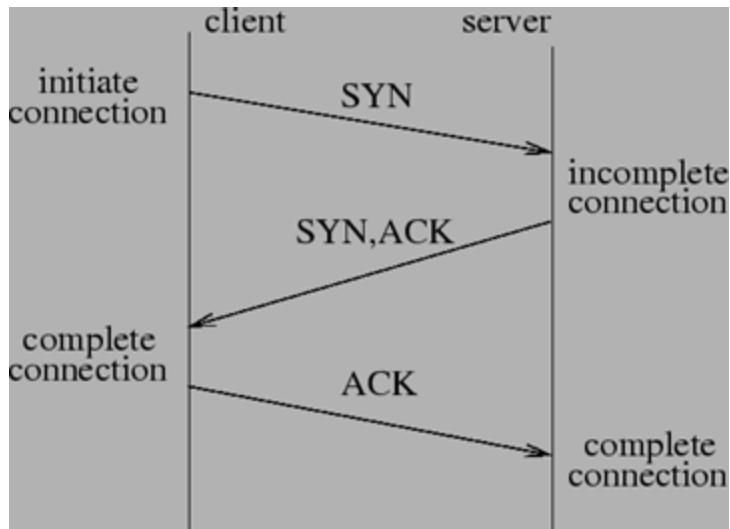 client
server
initiate
connection
SYN
incomplete
connection
SYN,ACK
complete
connection
ACK
complete
connection